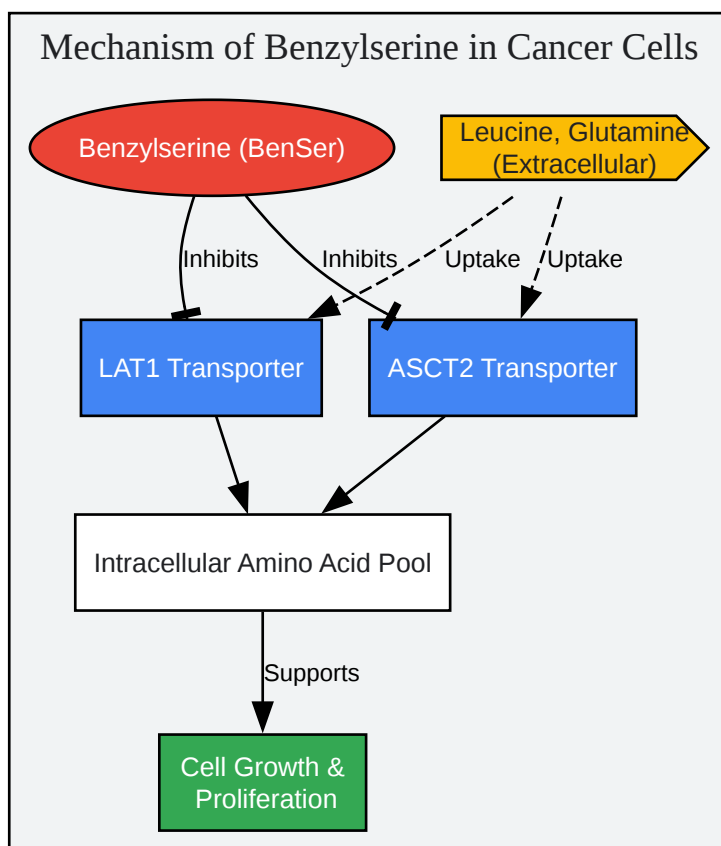 Mechanism of Benzylserine in Cancer Cells
Benzylserine (BenSer)
Leucine, Glutamine
(Extracellular)
Inhibits
Inhibits
Uptake
Uptake
LAT1 Transporter
ASCT2 Transporter
Intracellular Amino Acid Pool
Supports
Cell Growth &
Proliferation